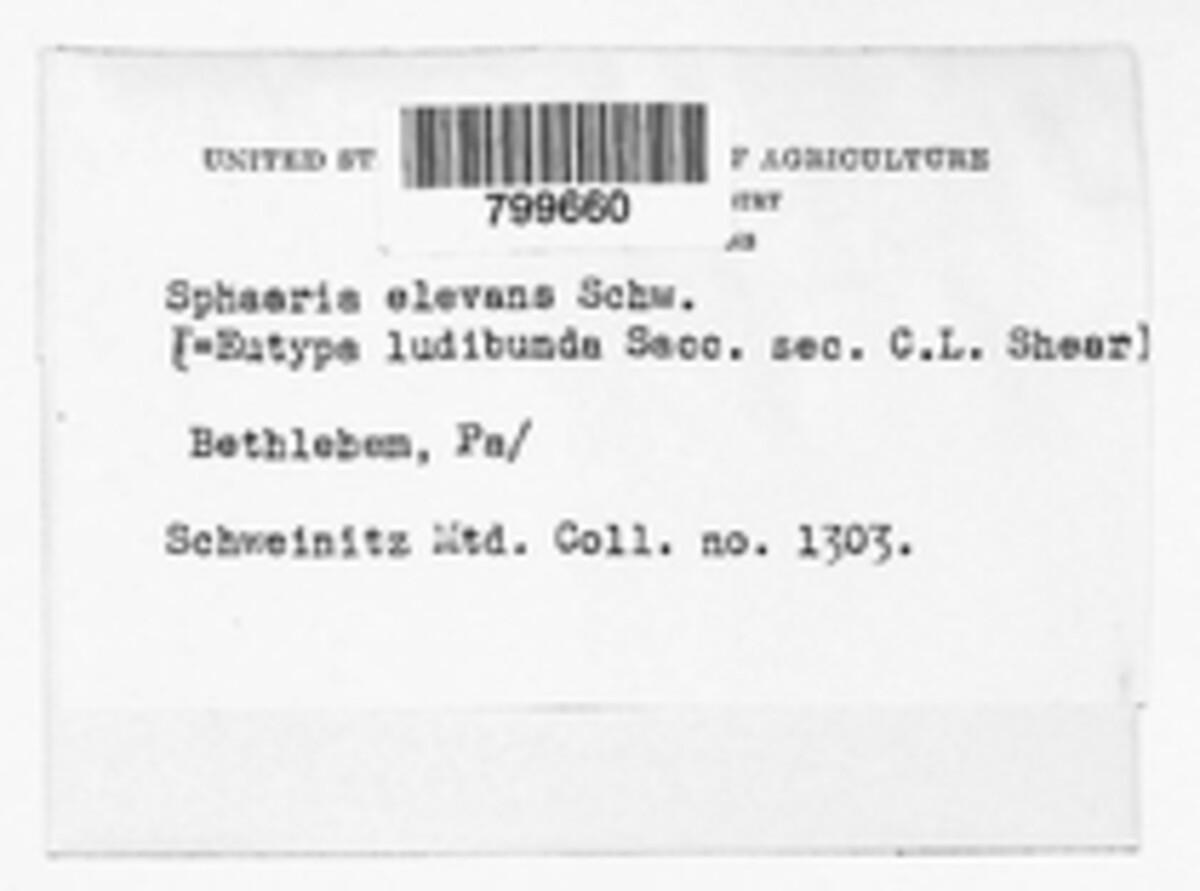 UNITED ST F AGRICULTURE
799660
Sphaeria elevans Schw.
[=Eutypa ludibunda Sacc. sec. C.L. Shear]
Bethlehem, Pa/
Schweinitz Mtd. Coll. no. 1303.